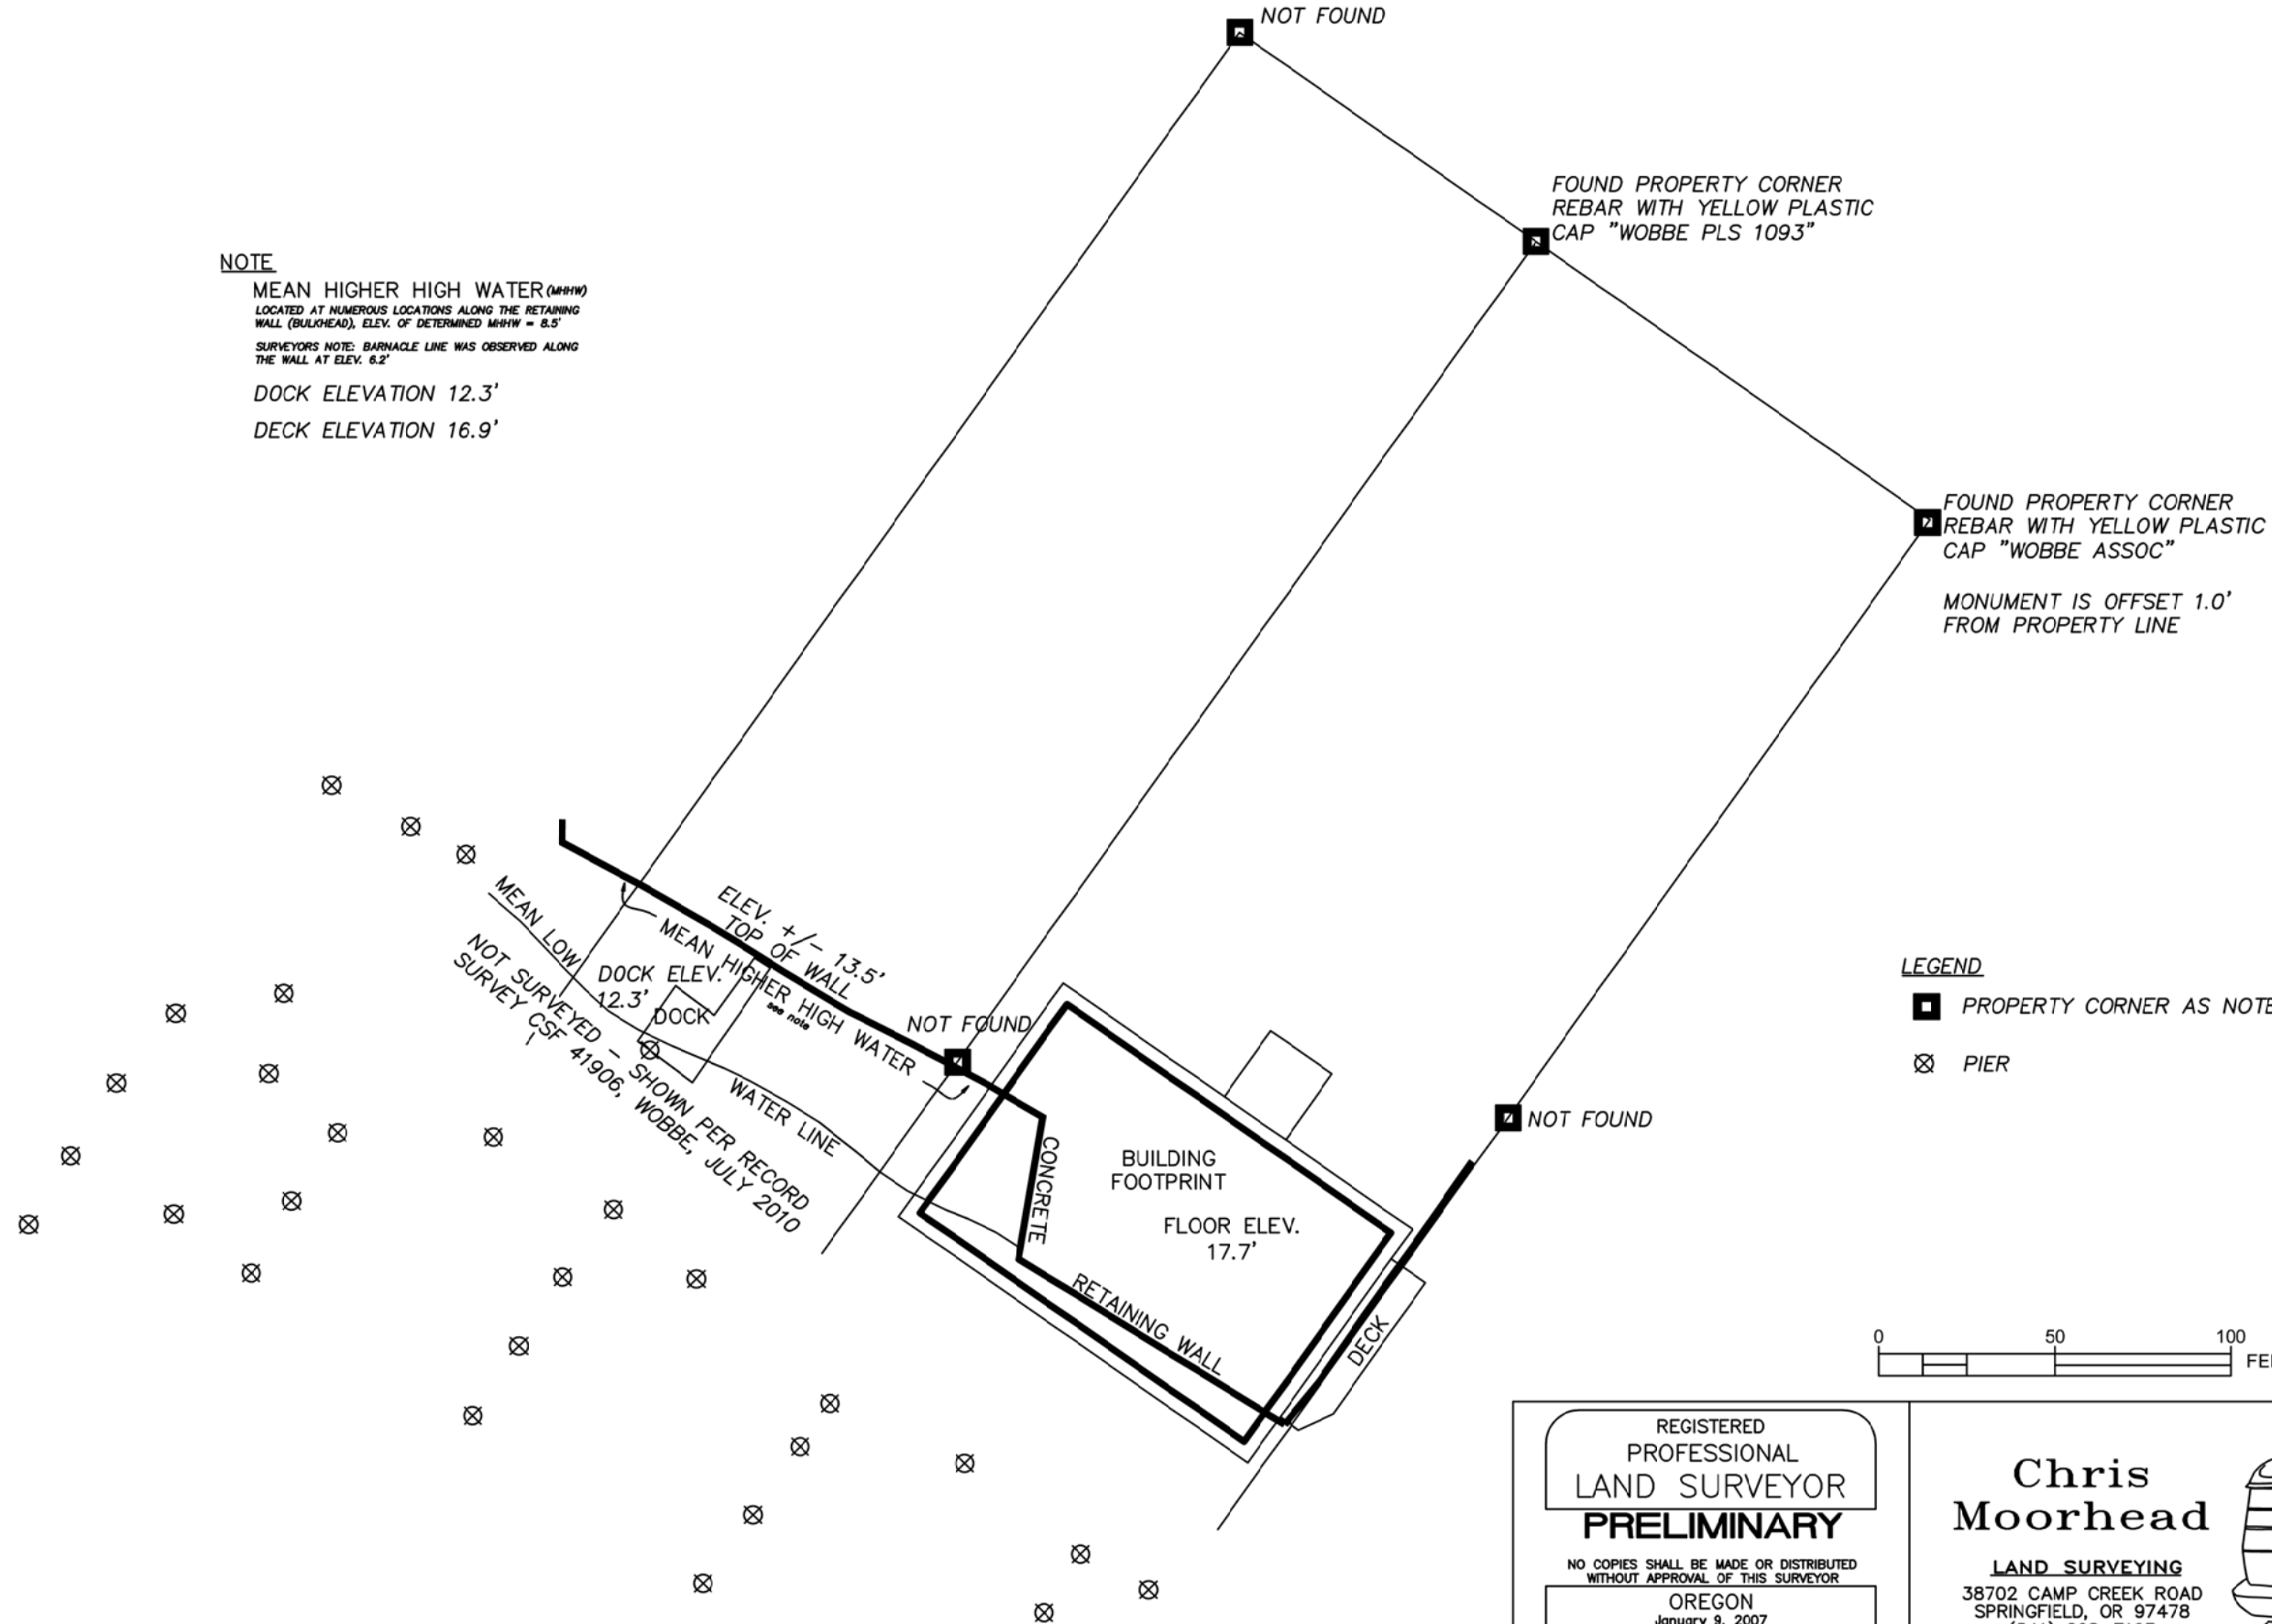 NOT FOUND
FOUND PROPERTY CORNER
REBAR WITH YELLOW PLASTIC
CAP "WOBBE PLS 1093"
NOTE
MEAN HIGHER HIGH WATER (MHHW)
LOCATED AT NUMEROUS LOCATIONS ALONG THE RETAINING
WALL (BULKHEAD), ELEV. OF DETERMINED MHHW = 8.5'
SURVEYORS NOTE: BARNACLE LINE WAS OBSERVED ALONG
THE WALL AT ELEV. 6.2'
DOCK ELEVATION 12.3'
DECK ELEVATION 16.9'
FOUND PROPERTY CORNER
REBAR WITH YELLOW PLASTIC
CAP "WOBBE ASSOC"
MONUMENT IS OFFSET 1.0'
FROM PROPERTY LINE
ELEV. +/- 13.5'
TOP OF WALL
MEAN HIGHER HIGH WATER
see note
MEAN LOW
WATER LINE
NOT SURVEYED – SHOWN PER RECORD
SURVEY CSF 41906, WOBBE, JULY 2010
DOCK ELEV.
12.3'
DOCK
NOT FOUND
LEGEND
PROPERTY CORNER AS NOTE
PIER
NOT FOUND
CONCRETE
BUILDING
FOOTPRINT
FLOOR ELEV.
17.7'
RETAINING WALL
DECK
0 50 100
REGISTERED
PROFESSIONAL
LAND SURVEYOR
PRELIMINARY
NO COPIES SHALL BE MADE OR DISTRIBUTED
WITHOUT APPROVAL OF THIS SURVEYOR
OREGON
January 9, 2007
Chris
Moorhead
LAND SURVEYING
38702 CAMP CREEK ROAD
SPRINGFIELD, OR 97478